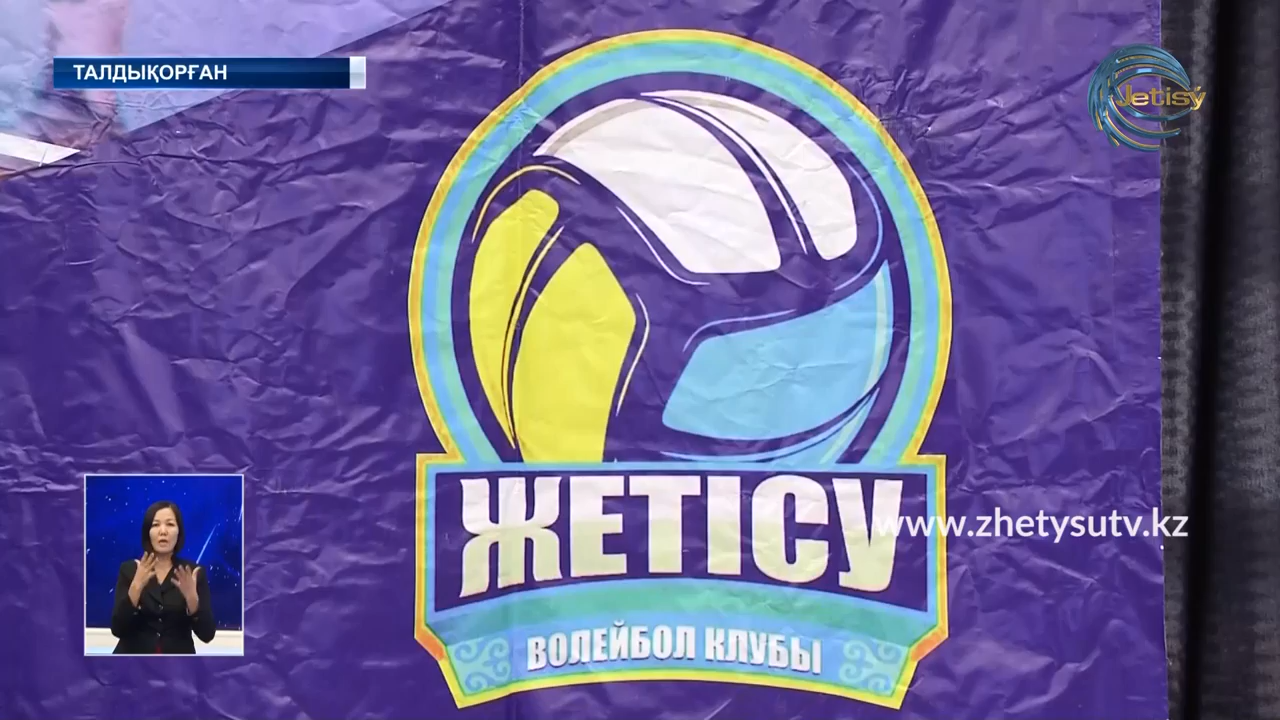 ТАЛДЫҚОРҒАН
Jetisý
ЖЕТІСУ
www.zhetysutv.kz
ВОЛЕЙБОЛ КЛУБЫ